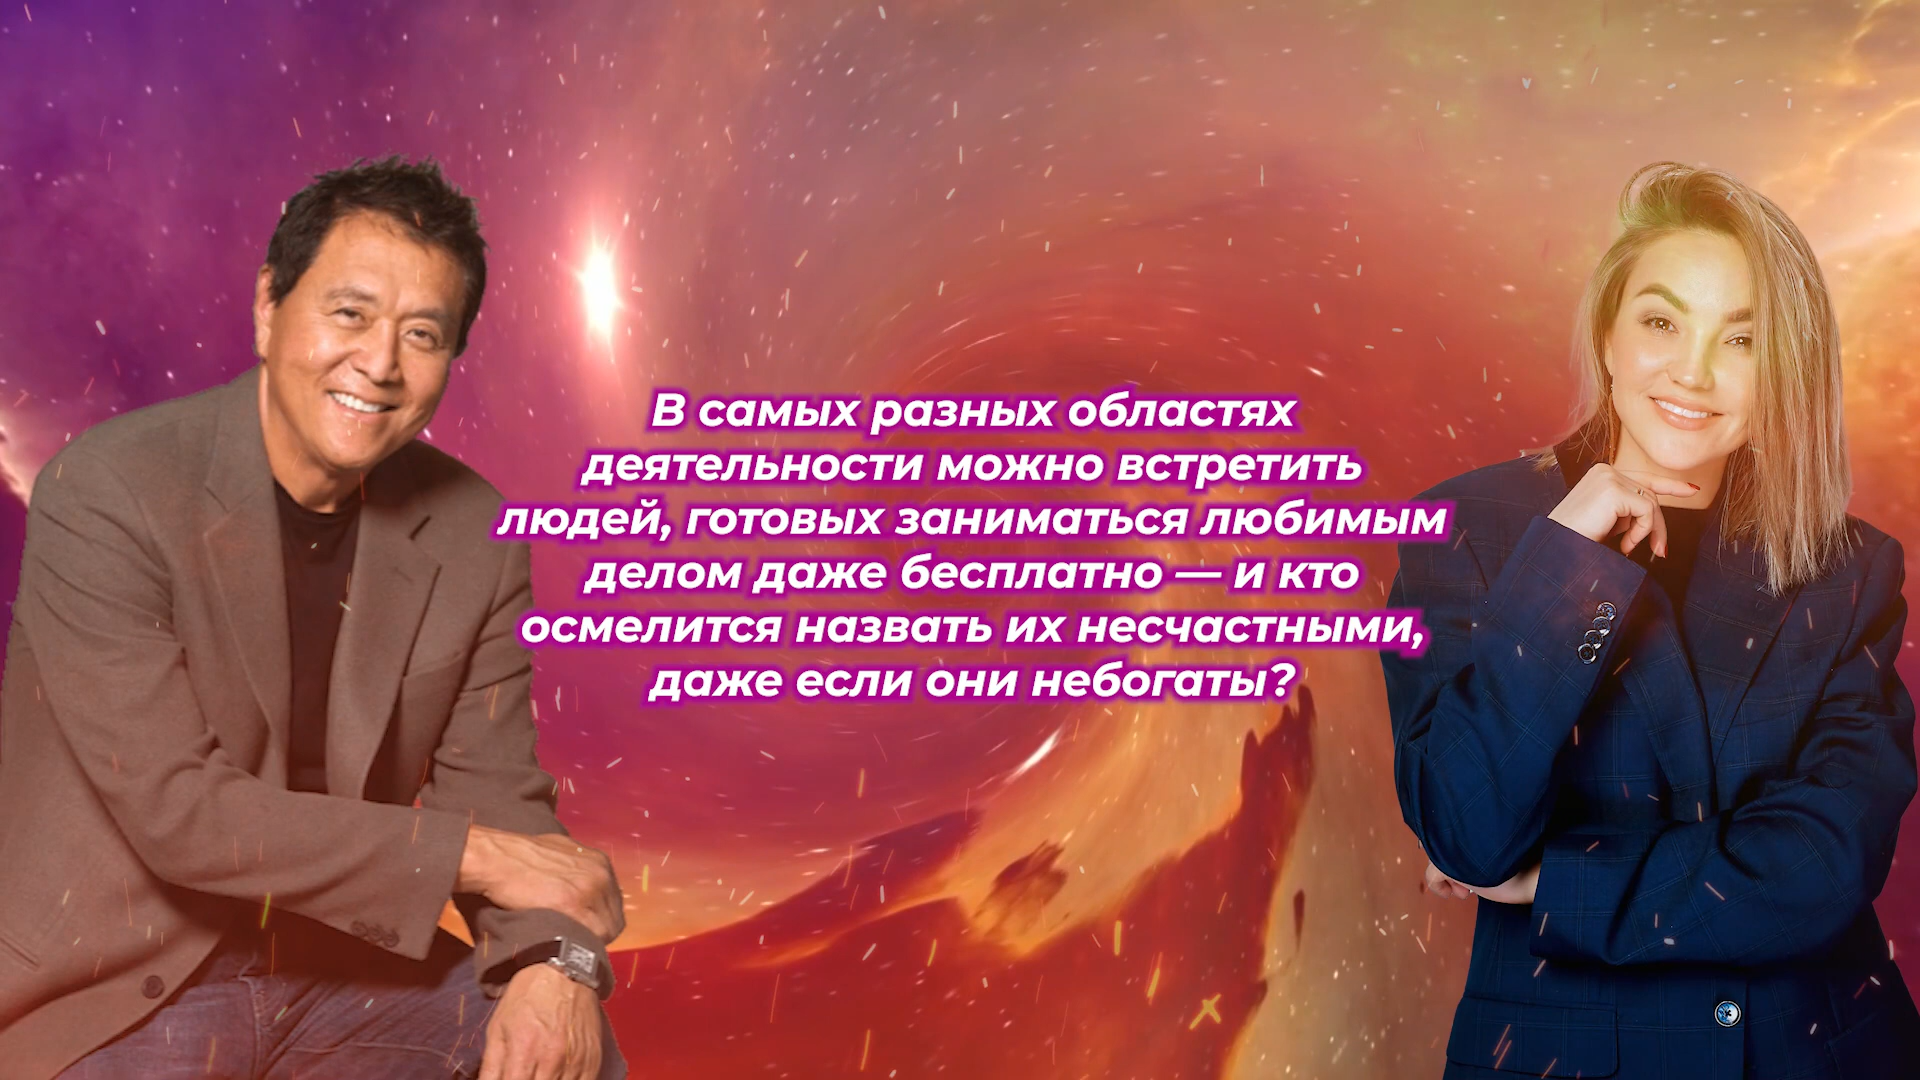 В самых разных областях
деятельности можно встретить
людей, готовых заниматься любимым
делом даже бесплатно — и кто
осмелится назвать их несчастными,
даже если они небогаты?